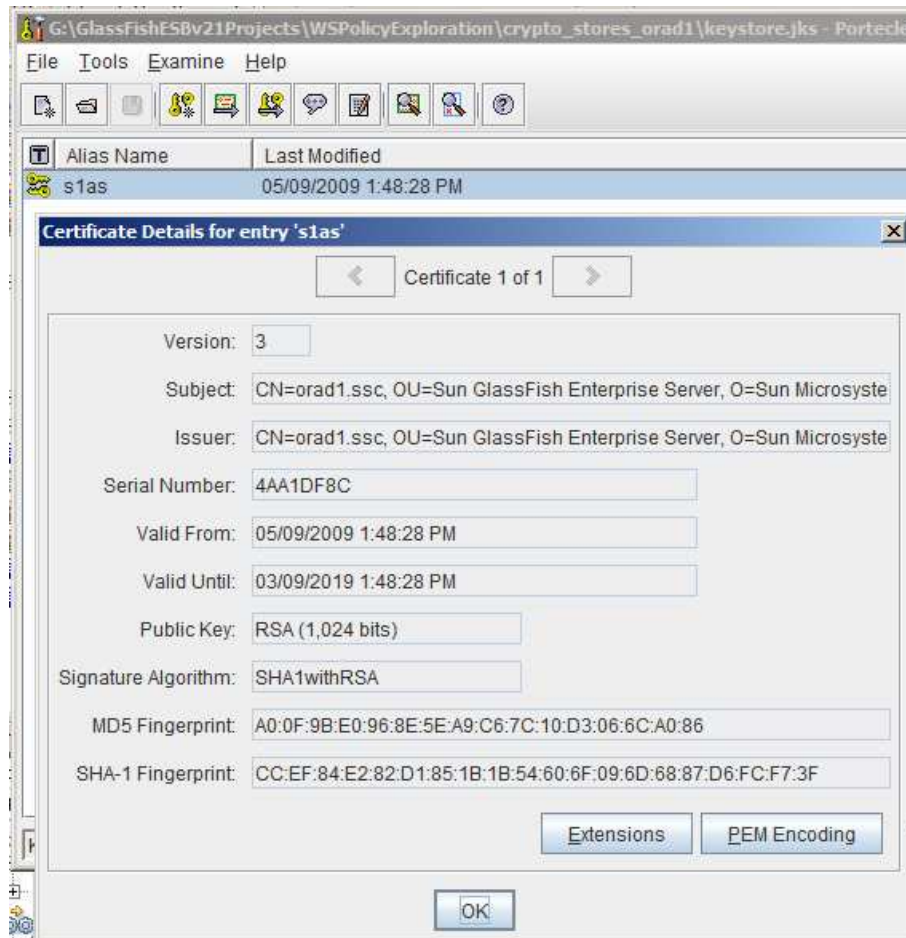 G:\GlassFishESBv21Projects\WSPolicyExploration\crypto_stores_orad1\keystore.jks - Portecle
File Tools Examine Help
T Alias Name Last Modified
s1as 05/09/2009 1:48:28 PM
Certificate Details for entry 's1as'
Certificate 1 of 1
Version: 3
Subject: CN=orad1.ssc, OU=Sun GlassFish Enterprise Server, O=Sun Microsyste
Issuer: CN=orad1.ssc, OU=Sun GlassFish Enterprise Server, O=Sun Microsyste
Serial Number: 4AA1DF8C
Valid From: 05/09/2009 1:48:28 PM
Valid Until: 03/09/2019 1:48:28 PM
Public Key: RSA (1,024 bits)
Signature Algorithm: SHA1withRSA
MD5 Fingerprint: A0:0F:9B:E0:96:8E:5E:A9:C6:7C:10:D3:06:6C:A0:86
SHA-1 Fingerprint: CC:EF:84:E2:82:D1:85:1B:1B:54:60:6F:09:6D:68:87:D6:FC:F7:3F
Extensions PEM Encoding
OK